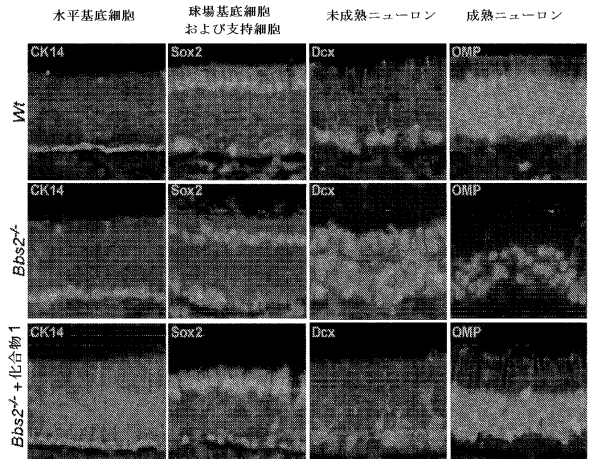 水平基底細胞
球場基底細胞
および支持細胞
未成熟ニューロン
成熟ニューロン
Wt
CK14
Sox2
Dcx
OMP
Bbs2-/-
CK14
Sox2
Dcx
OMP
Bbs2-/- + 化合物 1
CK14
Sox2
Dcx
OMP